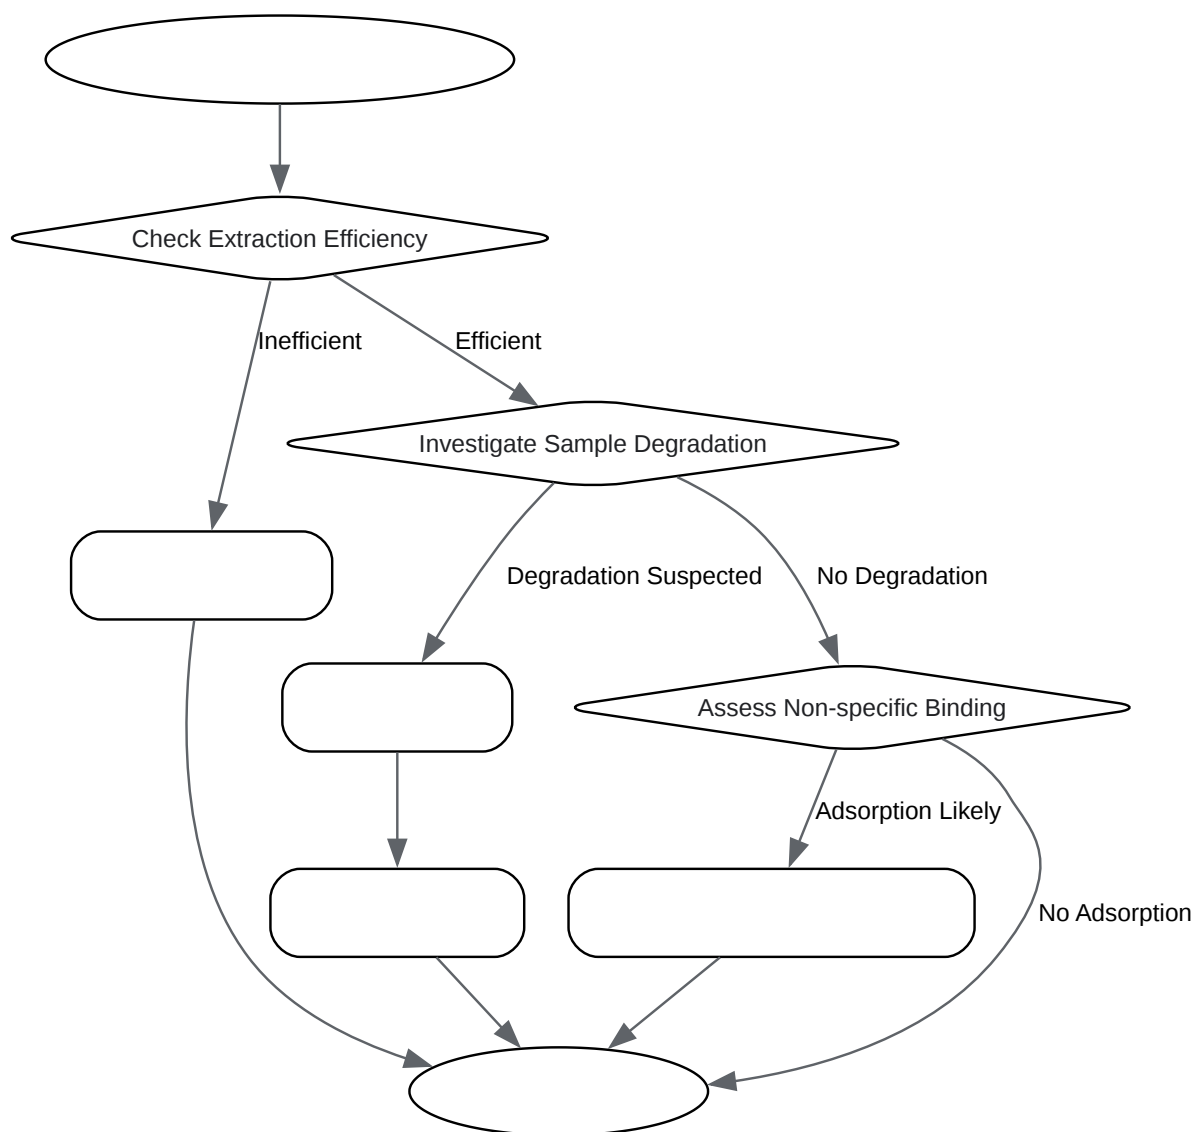 Check Extraction Efficiency
Inefficient
Efficient
Investigate Sample Degradation
Degradation Suspected
No Degradation
Assess Non-specific Binding
Adsorption Likely
No Adsorption